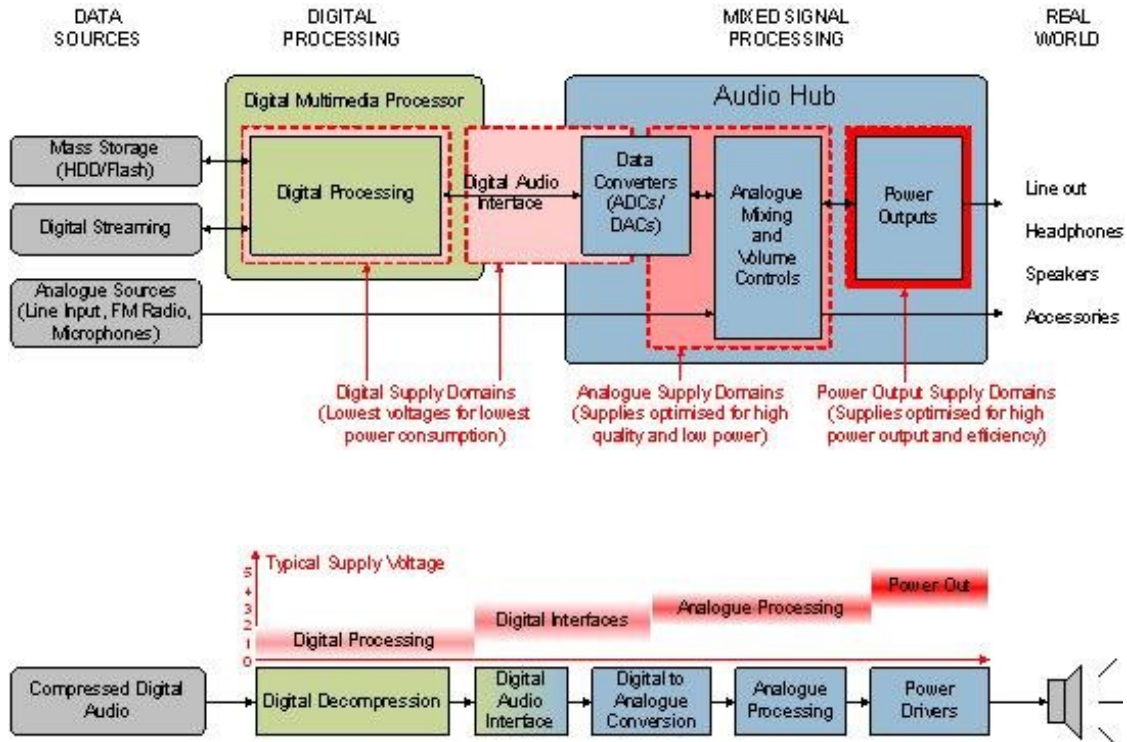 DATA
SOURCES
DIGITAL
PROCESSING
MIXED SIGNAL
PROCESSING
REAL
WORLD
Digital Multimedia Processor
Audio Hub
Mass Storage
(HDD/Flash)
Digital Streaming
Analogue Sources
(Line Input, FM Radio,
Microphones)
Digital Processing
Digital Audio
Interface
Data
Converters
(ADCs/
DACs)
Analogue
Mixing
and
Volume
Controls
Power
Outputs
Line out
Headphones
Speakers
Accessories
Digital Supply Domains
(Lowest voltages for lowest
power consumption)
Analogue Supply Domains
(Supplies optimised for high
quality and low power)
Power Output Supply Domains
(Supplies optimised for high
power output and efficiency)
Typical Supply Voltage
5
4
3
2
1
0
Digital Processing
Digital Interfaces
Analogue Processing
Power Out
Compressed Digital
Audio
Digital Decompression
Digital
Audio
Interface
Digital to
Analogue
Conversion
Analogue
Processing
Power
Drivers